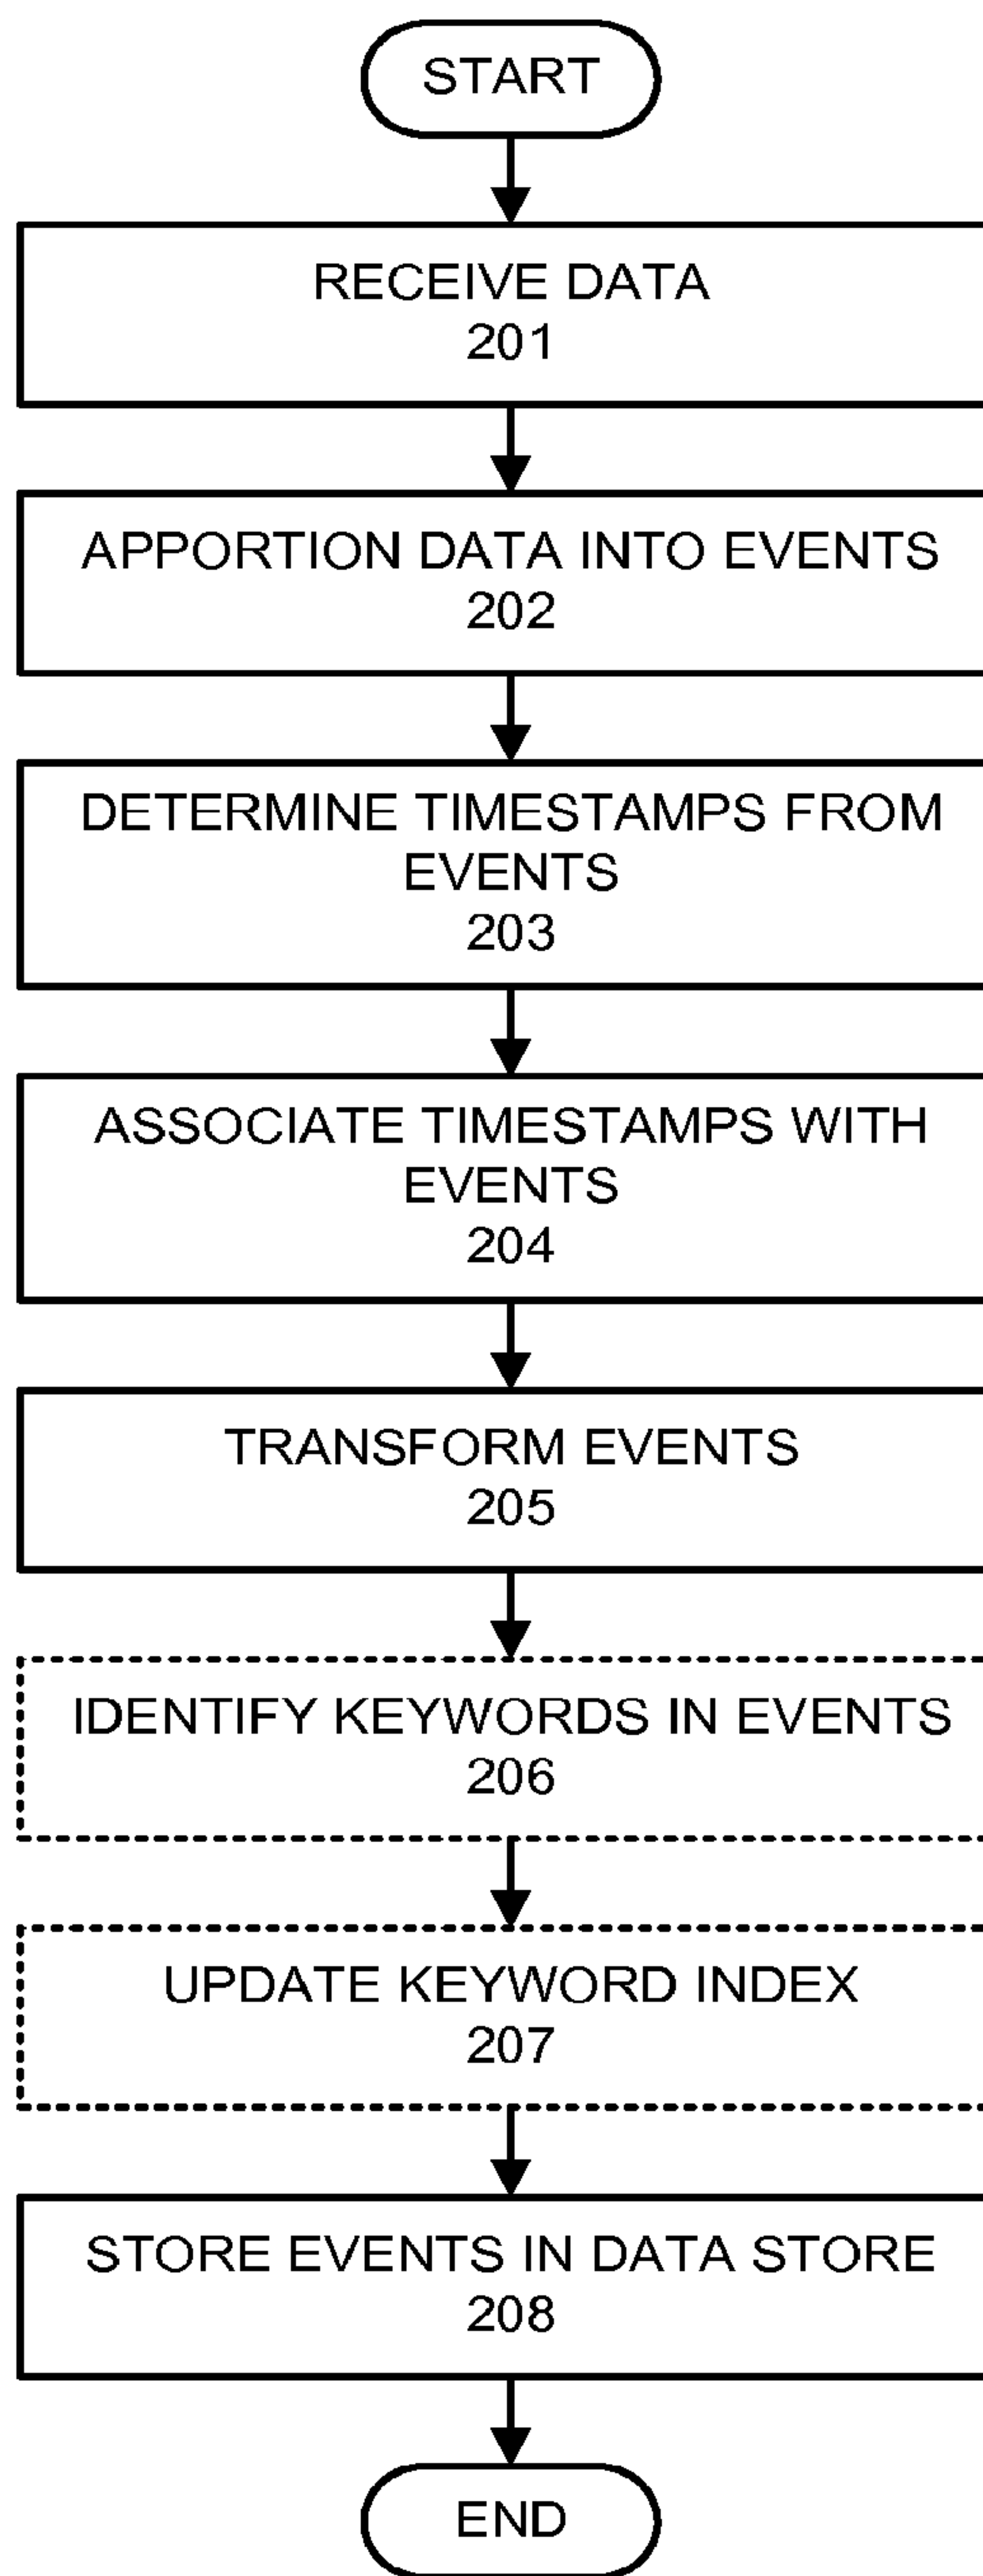 START
RECEIVE DATA
201
APPORTION DATA INTO EVENTS
202
DETERMINE TIMESTAMPS FROM
EVENTS
203
ASSOCIATE TIMESTAMPS WITH
EVENTS
204
TRANSFORM EVENTS
205
IDENTIFY KEYWORDS IN EVENTS
206
UPDATE KEYWORD INDEX
207
STORE EVENTS IN DATA STORE
208
END